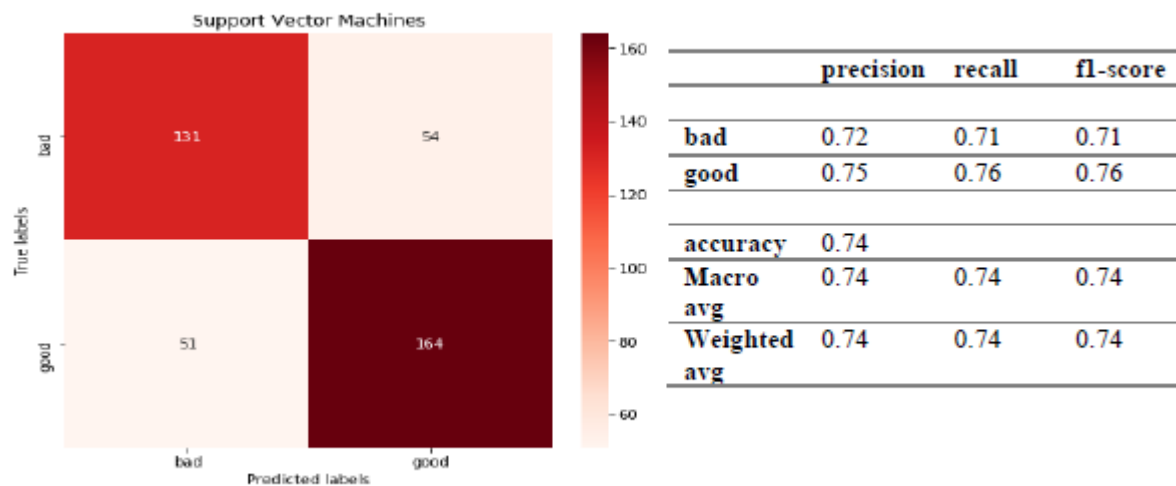 Support Vector Machines
True labels
bad
131
54
good
51
164
bad
good
Predicted labels
160
140
120
100
80
60
precision recall f1-score
bad 0.72 0.71 0.71
good 0.75 0.76 0.76
accuracy 0.74
Macro 0.74 0.74 0.74
avg
Weighted 0.74 0.74 0.74
avg